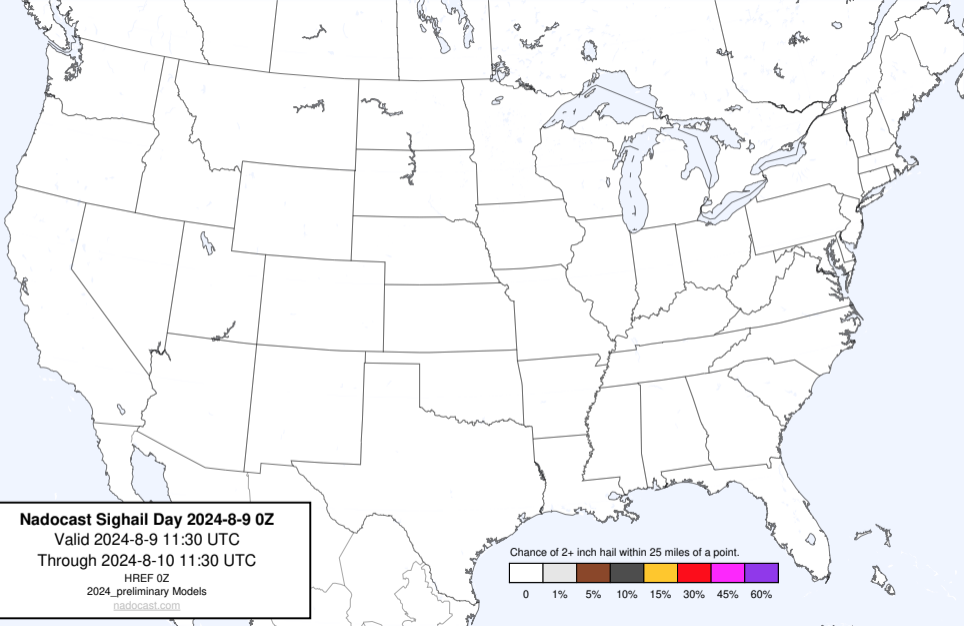 Nadocast Sighail Day 2024-8-9 0Z
Valid 2024-8-9 11:30 UTC
Through 2024-8-10 11:30 UTC
HREF 0Z
2024_preliminary Models
nadocast.com
Chance of 2+ inch hail within 25 miles of a point.
0 1% 5% 10% 15% 30% 45% 60%